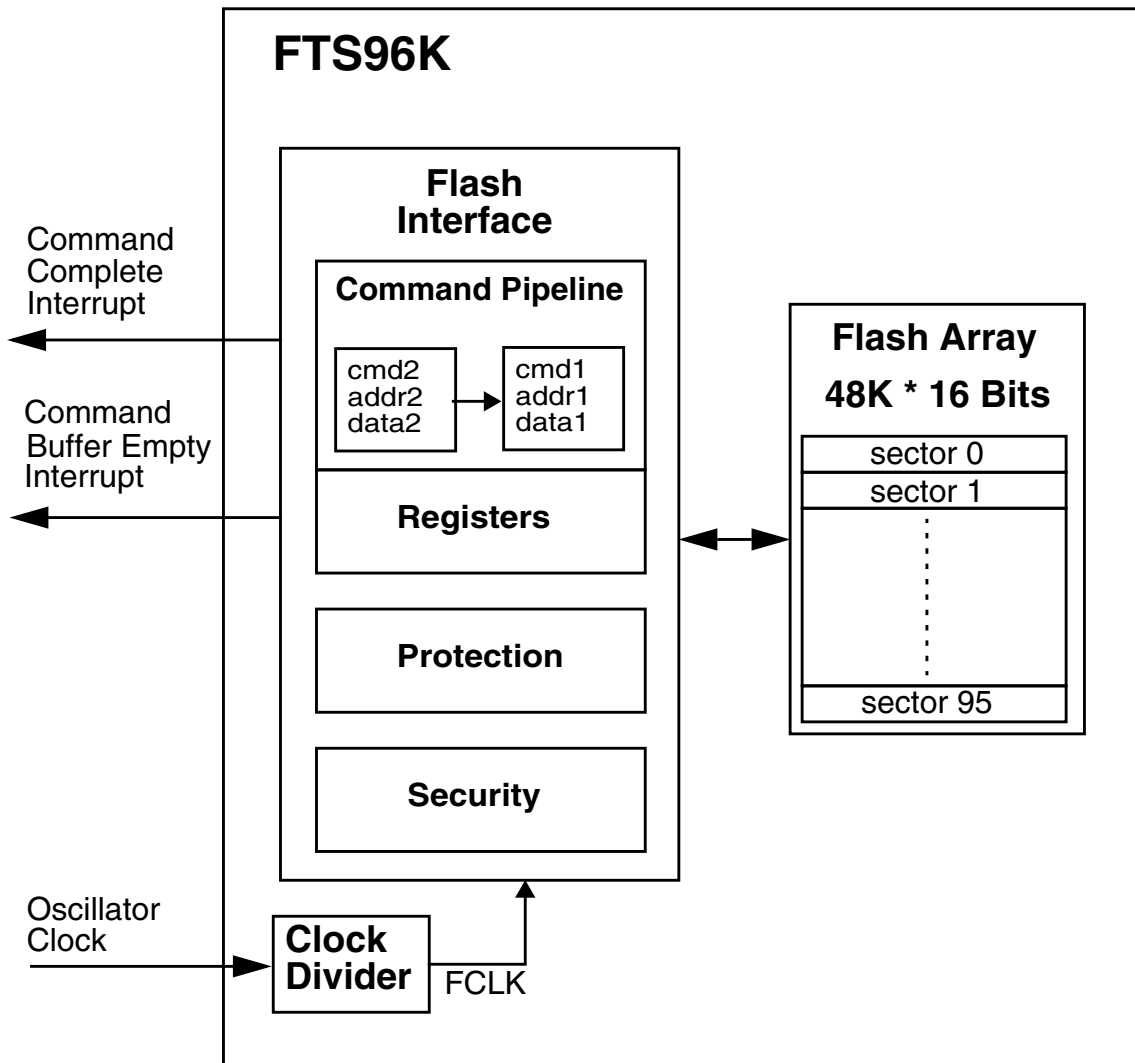 FTS96K
Flash
Interface
Command
Complete
Interrupt
Command Pipeline
cmd2
addr2
data2
cmd1
addr1
data1
Command
Buffer Empty
Interrupt
Registers
Protection
Security
Flash Array
48K * 16 Bits
sector 0
sector 1
sector 95
Oscillator
Clock
Clock
Divider
FCLK